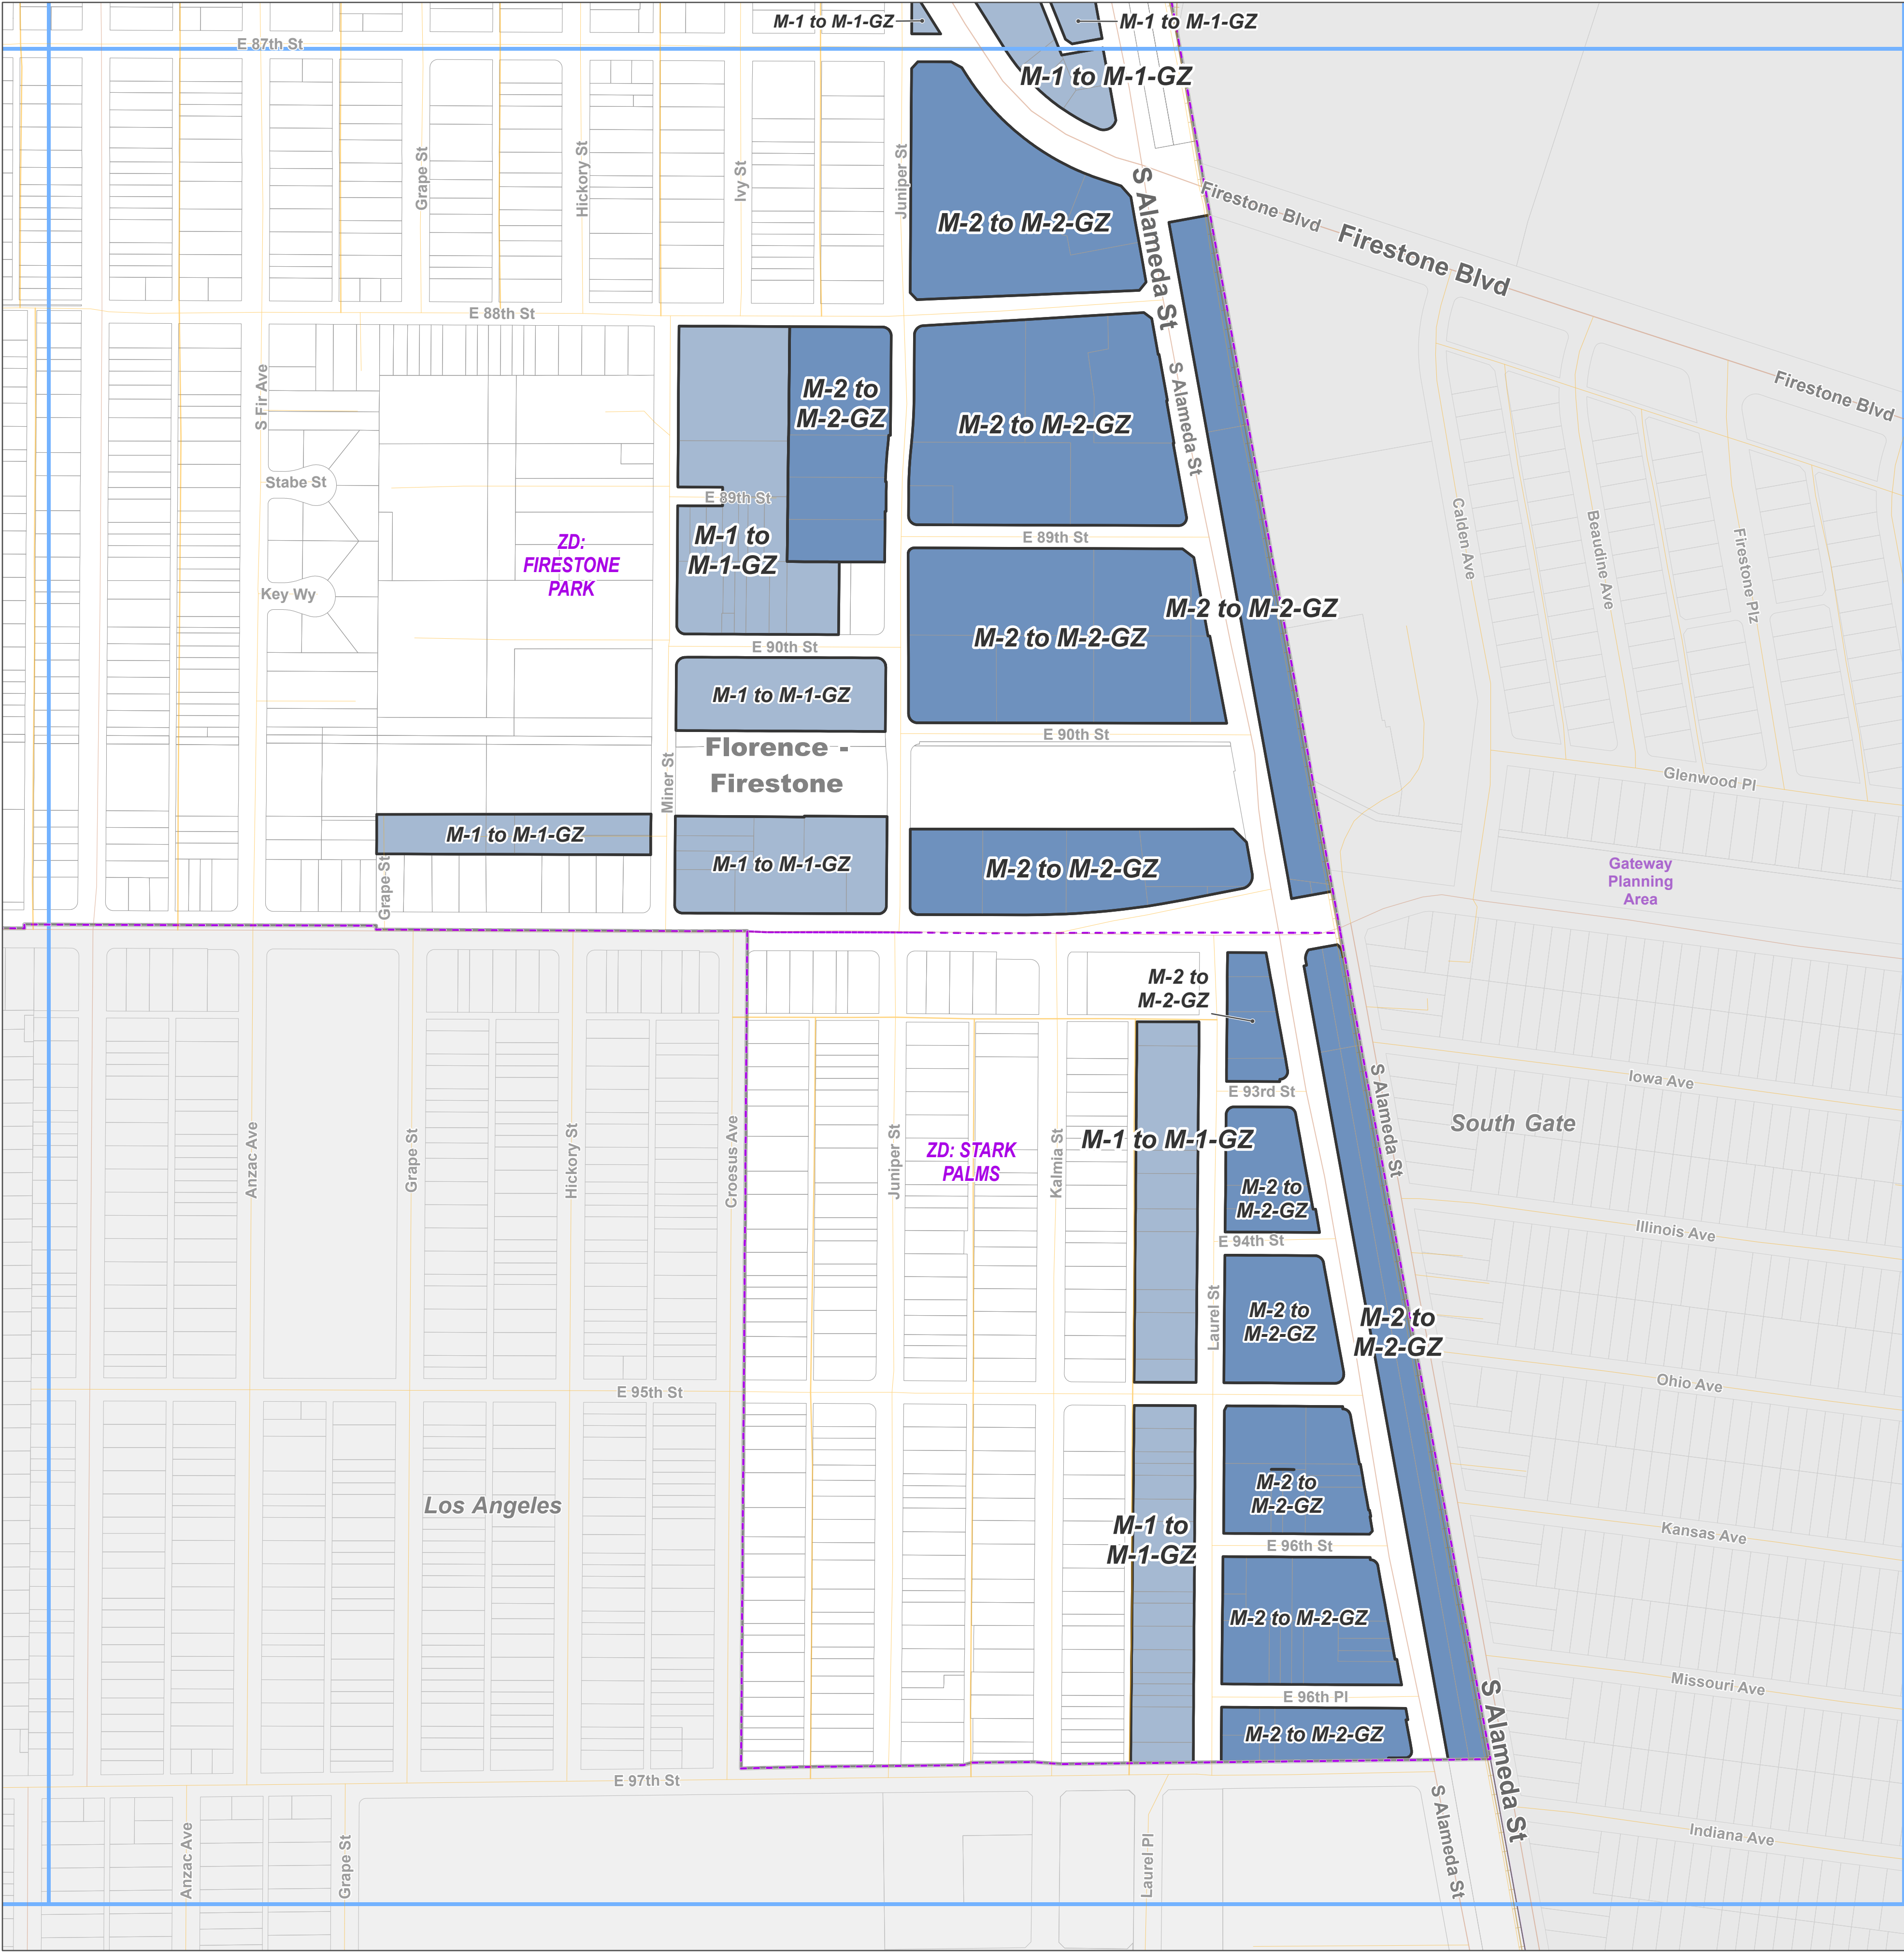 M-1 to M-1-GZ
M-1 to M-1-GZ
E 87th St
M-1 to M-1-GZ
Grape St
Hickory St
Ivy St
Juniper St
S Alameda St
Firestone Blvd
Firestone Blvd
M-2 to M-2-GZ
E 88th St
S Fir Ave
M-2 to
M-2-GZ
M-2 to M-2-GZ
S Alameda St
Firestone Blvd
Stabe St
E 89th St
M-1 to
M-1-GZ
E 89th St
ZD:
FIRESTONE
PARK
Calden Ave
Beaudine Ave
Firestone Plz
Key Wy
M-2 to M-2-GZ
M-2 to M-2-GZ
E 90th St
M-1 to M-1-GZ
E 90th St
Florence -
Firestone
Miner St
Glenwood Pl
M-1 to M-1-GZ
M-1 to M-1-GZ
M-2 to M-2-GZ
Grape St
Gateway
Planning
Area
M-2 to
M-2-GZ
E 93rd St
Iowa Ave
S Alameda St
South Gate
M-1 to M-1-GZ
Anzac Ave
Grape St
Hickory St
Croesus Ave
Juniper St
ZD: STARK
PALMS
Kalmia St
M-2 to
M-2-GZ
E 94th St
Illinois Ave
Laurel St
M-2 to
M-2-GZ
M-2 to
M-2-GZ
Ohio Ave
E 95th St
M-2 to
M-2-GZ
Los Angeles
M-1 to
M-1-GZ
E 96th St
Kansas Ave
M-2 to M-2-GZ
Missouri Ave
E 96th Pl
M-2 to M-2-GZ
S Alameda St
E 97th St
Anzac Ave
Grape St
Laurel Pl
S Alameda St
Indiana Ave